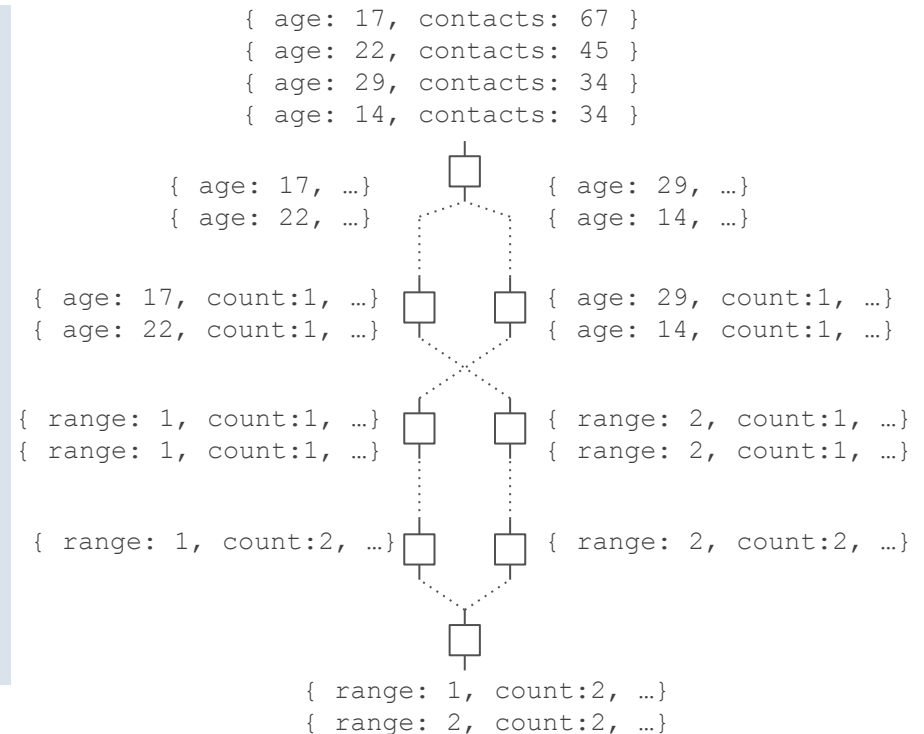 { age: 17, contacts: 67 }
{ age: 22, contacts: 45 }
{ age: 29, contacts: 34 }
{ age: 14, contacts: 34 }
{ age: 17, …}
{ age: 22, …}
{ age: 29, …}
{ age: 14, …}
{ age: 17, count:1, …}
{ age: 22, count:1, …}
{ age: 29, count:1, …}
{ age: 14, count:1, …}
{ range: 1, count:1, …}
{ range: 1, count:1, …}
{ range: 2, count:1, …}
{ range: 2, count:1, …}
{ range: 1, count:2, …}
{ range: 2, count:2, …}
{ range: 1, count:2, …}
{ range: 2, count:2, …}